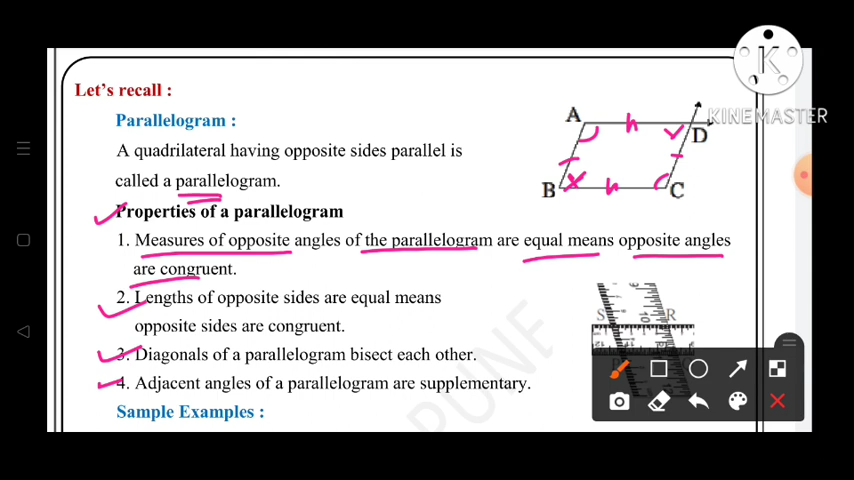 Let's recall :
Parallelogram :
A quadrilateral having opposite sides parallel is
called a parallelogram.
Properties of a parallelogram
1. Measures of opposite angles of the parallelogram are equal means opposite angles
are congruent.
2. Lengths of opposite sides are equal means
opposite sides are congruent.
3. Diagonals of a parallelogram bisect each other.
4. Adjacent angles of a parallelogram are supplementary.
Sample Examples :
A
D
B
C
S
R
10
PUNE
K
KINEMASTER